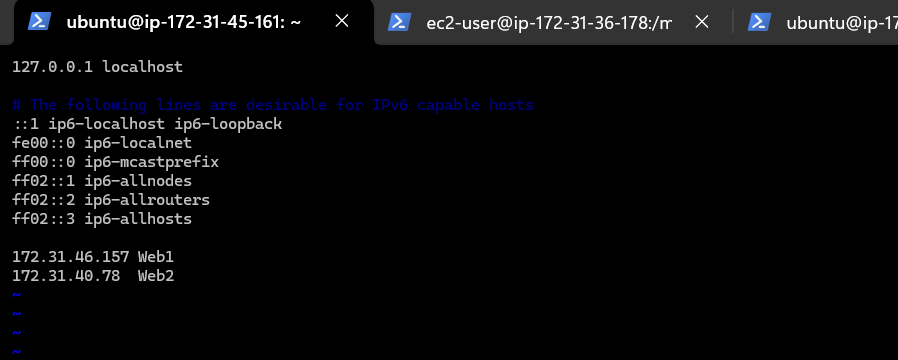 ubuntu@ip-172-31-45-161: ~ ec2-user@ip-172-31-36-178:/m ubuntu@ip-17
127.0.0.1 localhost
# The following lines are desirable for IPv6 capable hosts
::1 ip6-localhost ip6-loopback
fe00::0 ip6-localnet
ff00::0 ip6-mcastprefix
ff02::1 ip6-allnodes
ff02::2 ip6-allrouters
ff02::3 ip6-allhosts
172.31.46.157 Web1
172.31.40.78  Web2
~
~
~
~